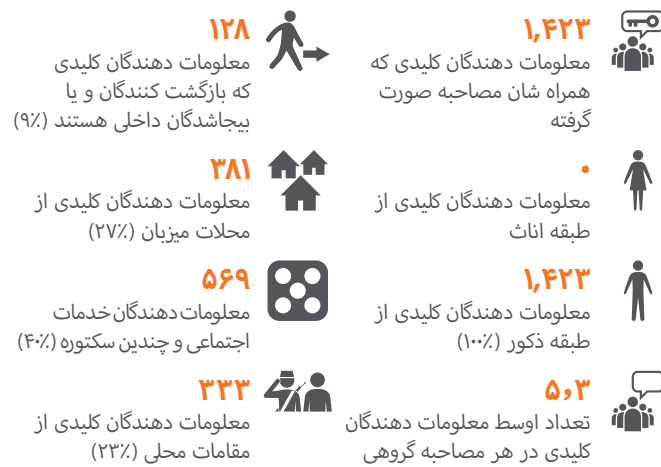 ۱,۴۲۳
معلومات دهندگان کلیدی که
همراه شان مصاحبه صورت
گرفته
۰
معلومات دهندگان کلیدی از
طبقه اناث
۱,۴۲۳
معلومات دهندگان کلیدی از
طبقه ذکور (۱۰۰٪)
۵٫۳
تعداد اوسط معلومات دهندگان
کلیدی در هر مصاحبه گروهی
۱۲۸
معلومات دهندگان کلیدی
که بازگشت کنندگان و یا
بیجاشدگان داخلی هستند (۹٪)
۳۸۱
معلومات دهندگان کلیدی از
محلات میزبان (۲۷٪)
۵۶۹
معلومات دهندگان خدمات
اجتماعی و چندین سکتوره (۴۰٪)
۳۳۳
معلومات دهندگان کلیدی از
مقامات محلی (۲۳٪)